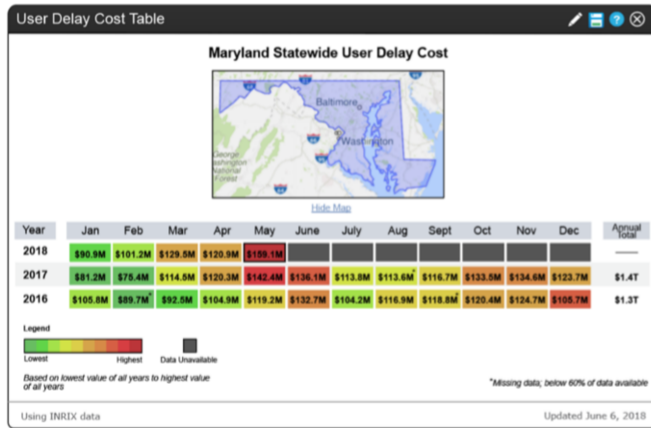 User Delay Cost Table
Maryland Statewide User Delay Cost
Baltimore
Washington
George
Washington
National
Forest
Hide Map
Year Jan Feb Mar Apr May June July Aug Sept Oct Nov Dec Annual Total
2018 $90.9M $101.2M $129.5M $120.9M $159.1M
2017 $81.2M $75.4M $114.5M $120.3M $142.4M $136.1M $113.8M $113.6M* $116.7M $133.5M $134.6M $123.7M $1.4T
2016 $105.8M $89.7M* $92.5M $104.9M $119.2M $132.7M $104.2M $116.9M $118.8M* $120.4M $124.7M $105.7M $1.3T
Legend
Lowest Highest Data Unavailable
Based on lowest value of all years to highest value
of all years
*Missing data; below 60% of data available
Using INRIX data Updated June 6, 2018